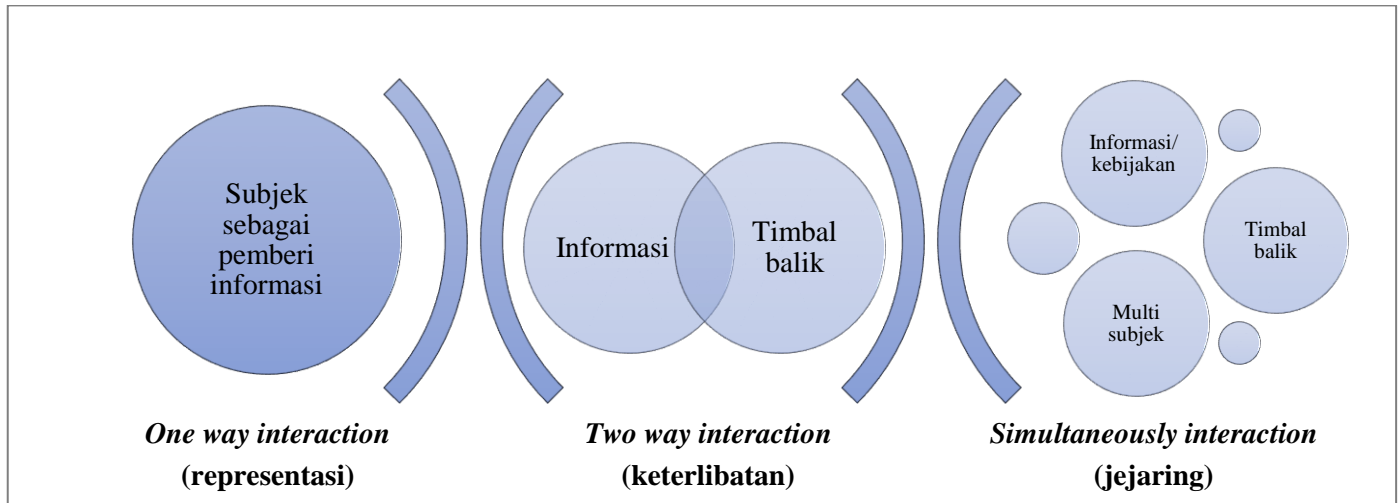 Subjek
sebagai
pemberi
informasi
Informasi
Timbal
balik
Informasi/
kebijakan
Timbal
balik
Multi
subjek
One way interaction
(representasi)
Two way interaction
(keterlibatan)
Simultaneously interaction
(jejaring)